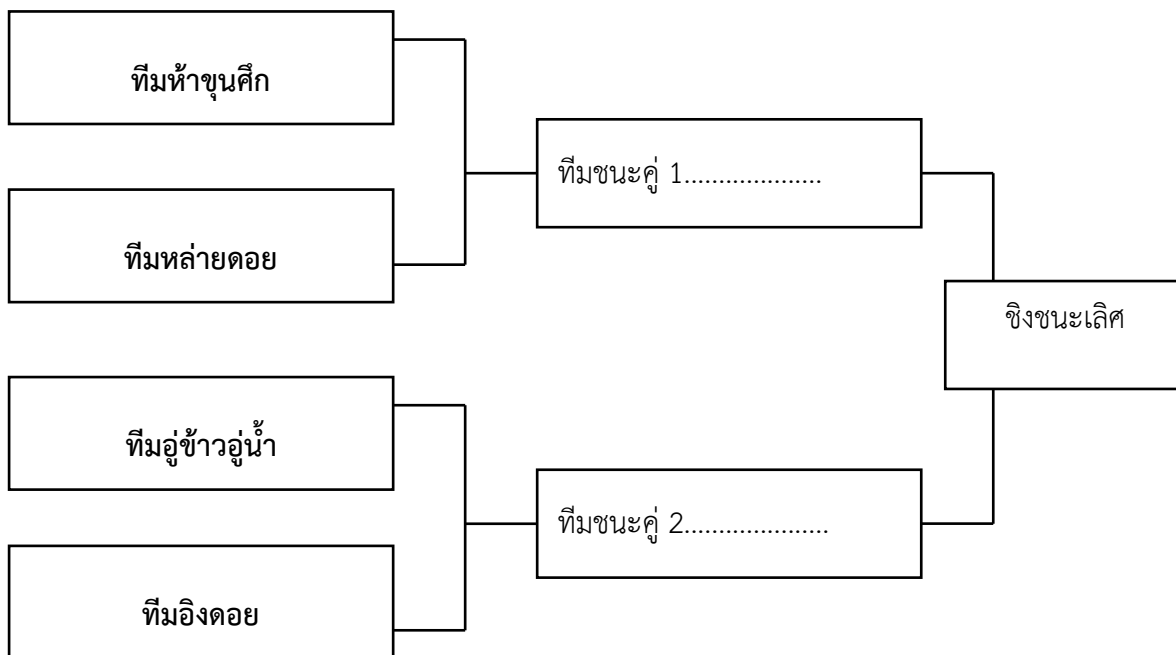 ทีมห้าขุนศึก
ทีมหล่ายดอย
ทีมอู่ข้าวอู่น้ำ
ทีมอิงดอย
ทีมชนะคู่ 1....................
ทีมชนะคู่ 2.....................
ชิงชนะเลิศ